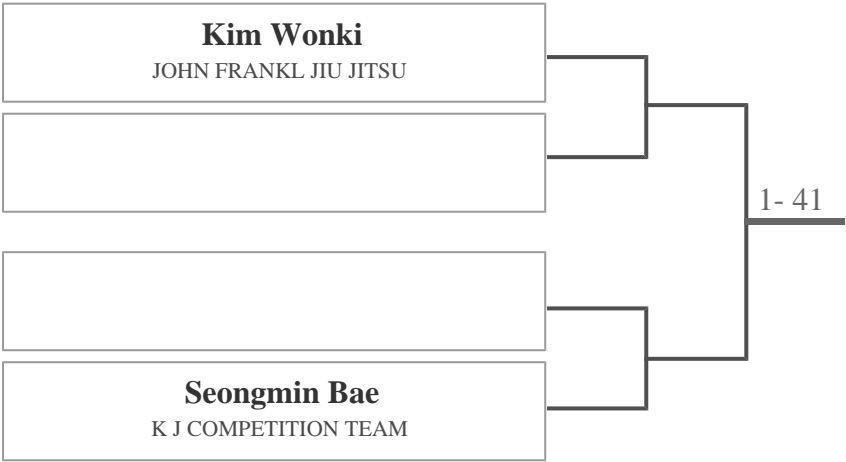 Kim Wonki
JOHN FRANKL JIU JITSU
1- 41
Seongmin Bae
K J COMPETITION TEAM